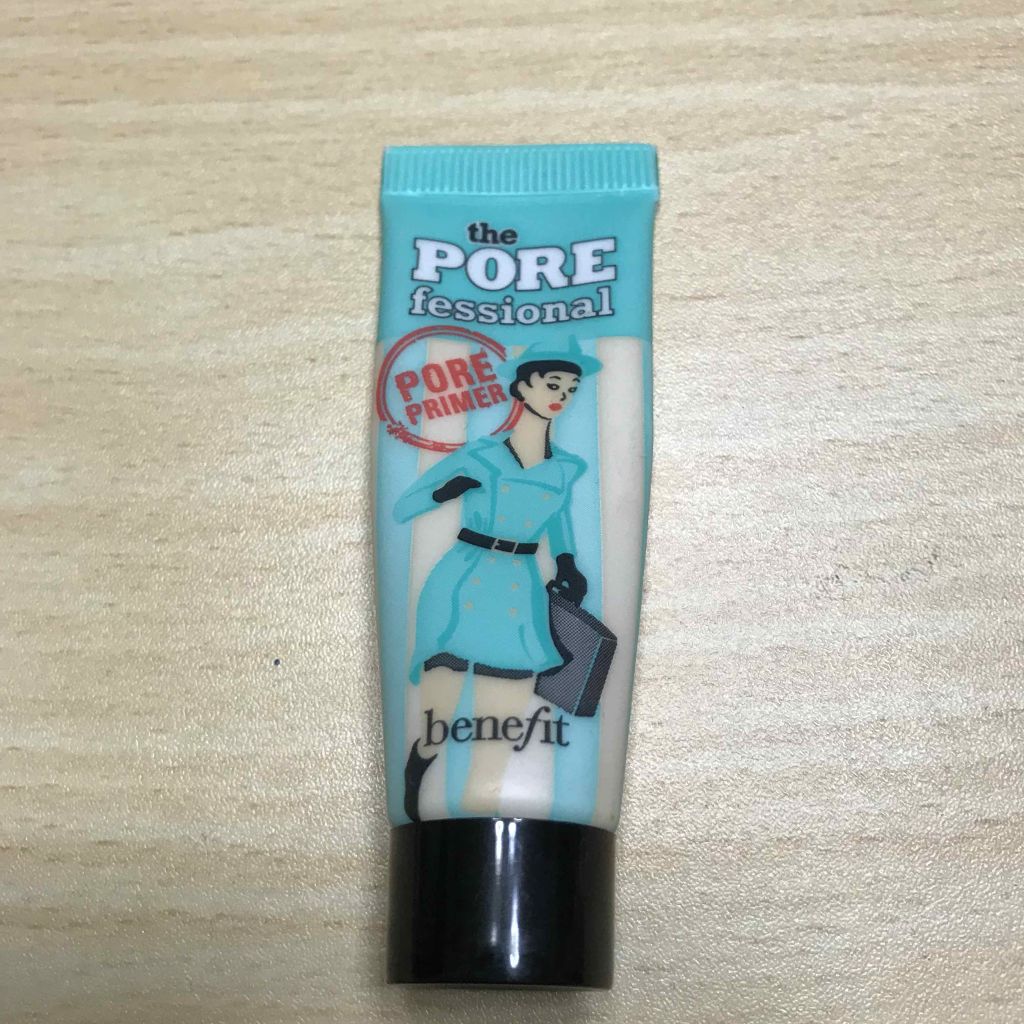 the
PORE
fessional
PORE
PRIMER
benefit